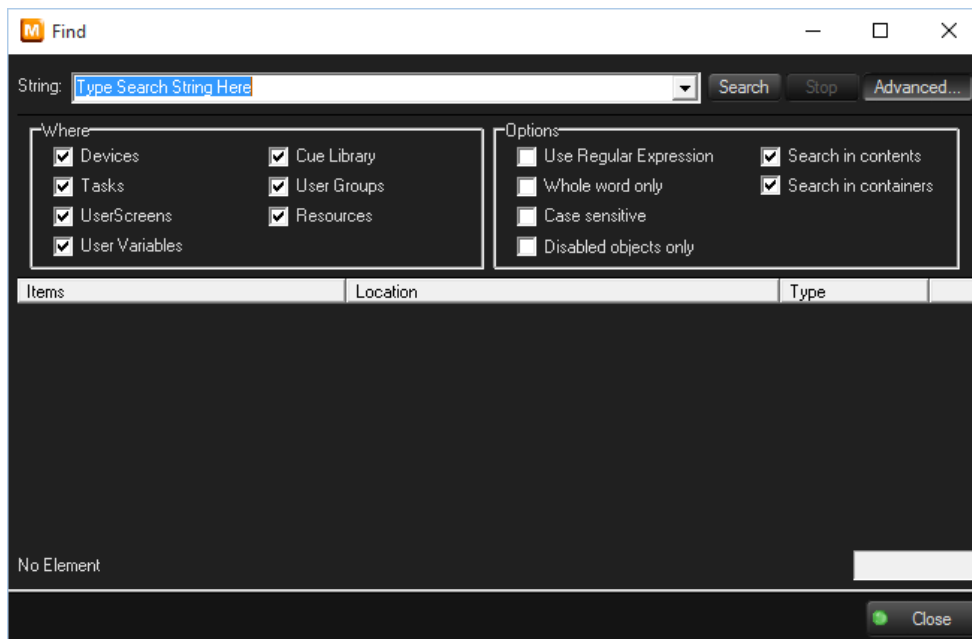 M Find
String: Type Search String Here Search Stop Advanced...
Where
Devices Cue Library
Tasks User Groups
UserScreens Resources
User Variables
Options
Use Regular Expression Search in contents
Whole word only Search in containers
Case sensitive
Disabled objects only
Items Location Type
No Element
Close